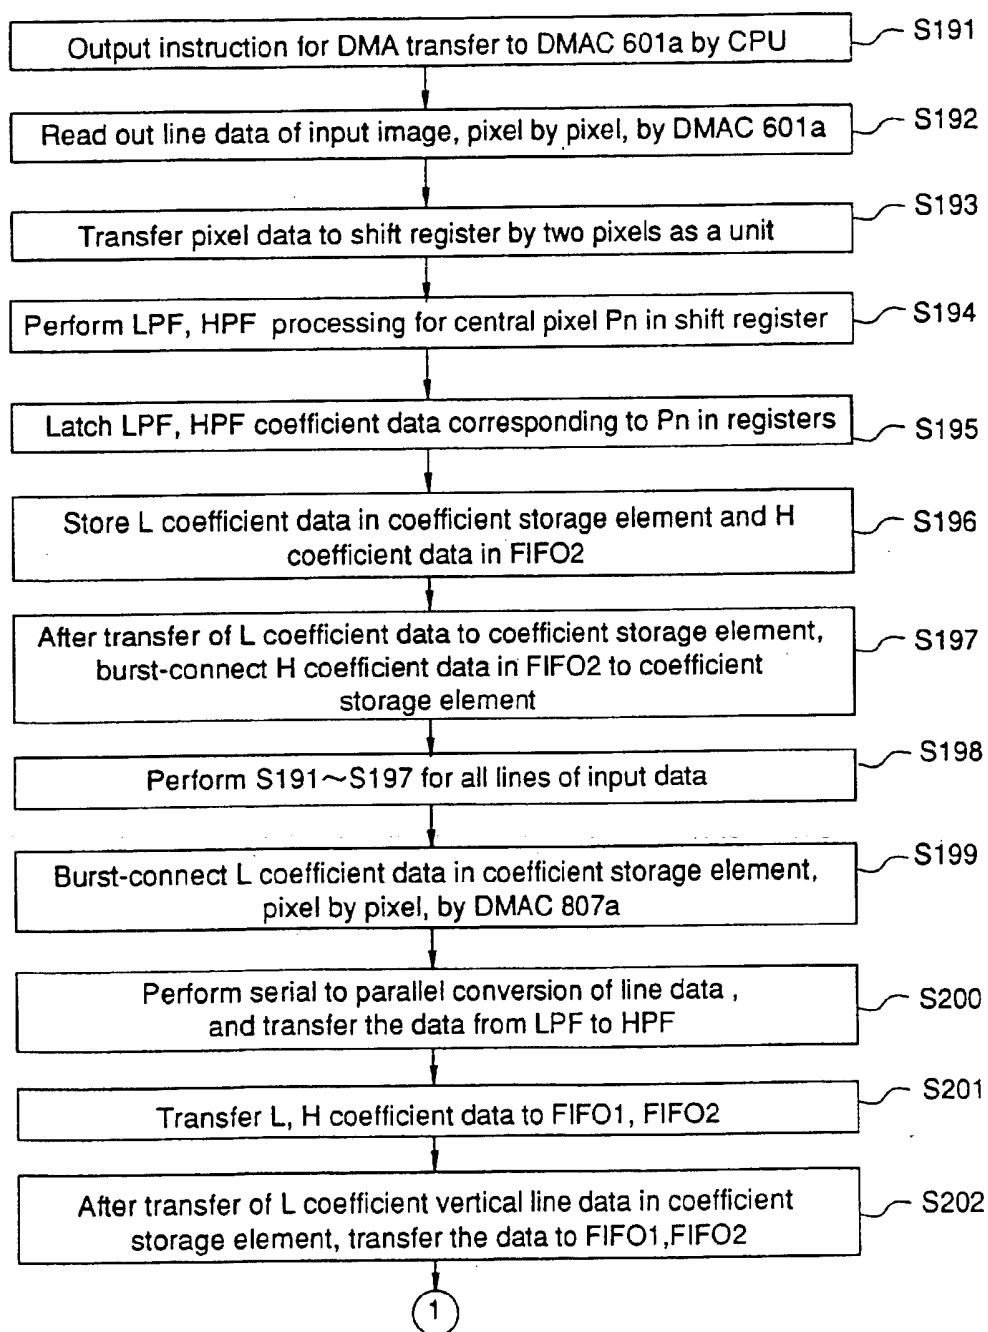 Output instruction for DMA transfer to DMAC 601a by CPU
S191
Read out line data of input image, pixel by pixel, by DMAC 601a
S192
Transfer pixel data to shift register by two pixels as a unit
S193
Perform LPF, HPF processing for central pixel Pn in shift register
S194
Latch LPF, HPF coefficient data corresponding to Pn in registers
S195
Store L coefficient data in coefficient storage element and H
coefficient data in FIFO2
S196
After transfer of L coefficient data to coefficient storage element,
burst-connect H coefficient data in FIFO2 to coefficient
storage element
S197
Perform S191~S197 for all lines of input data
S198
Burst-connect L coefficient data in coefficient storage element,
pixel by pixel, by DMAC 807a
S199
Perform serial to parallel conversion of line data ,
and transfer the data from LPF to HPF
S200
Transfer L, H coefficient data to FIFO1, FIFO2
S201
After transfer of L coefficient vertical line data in coefficient
storage element, transfer the data to FIFO1,FIFO2
S202
1